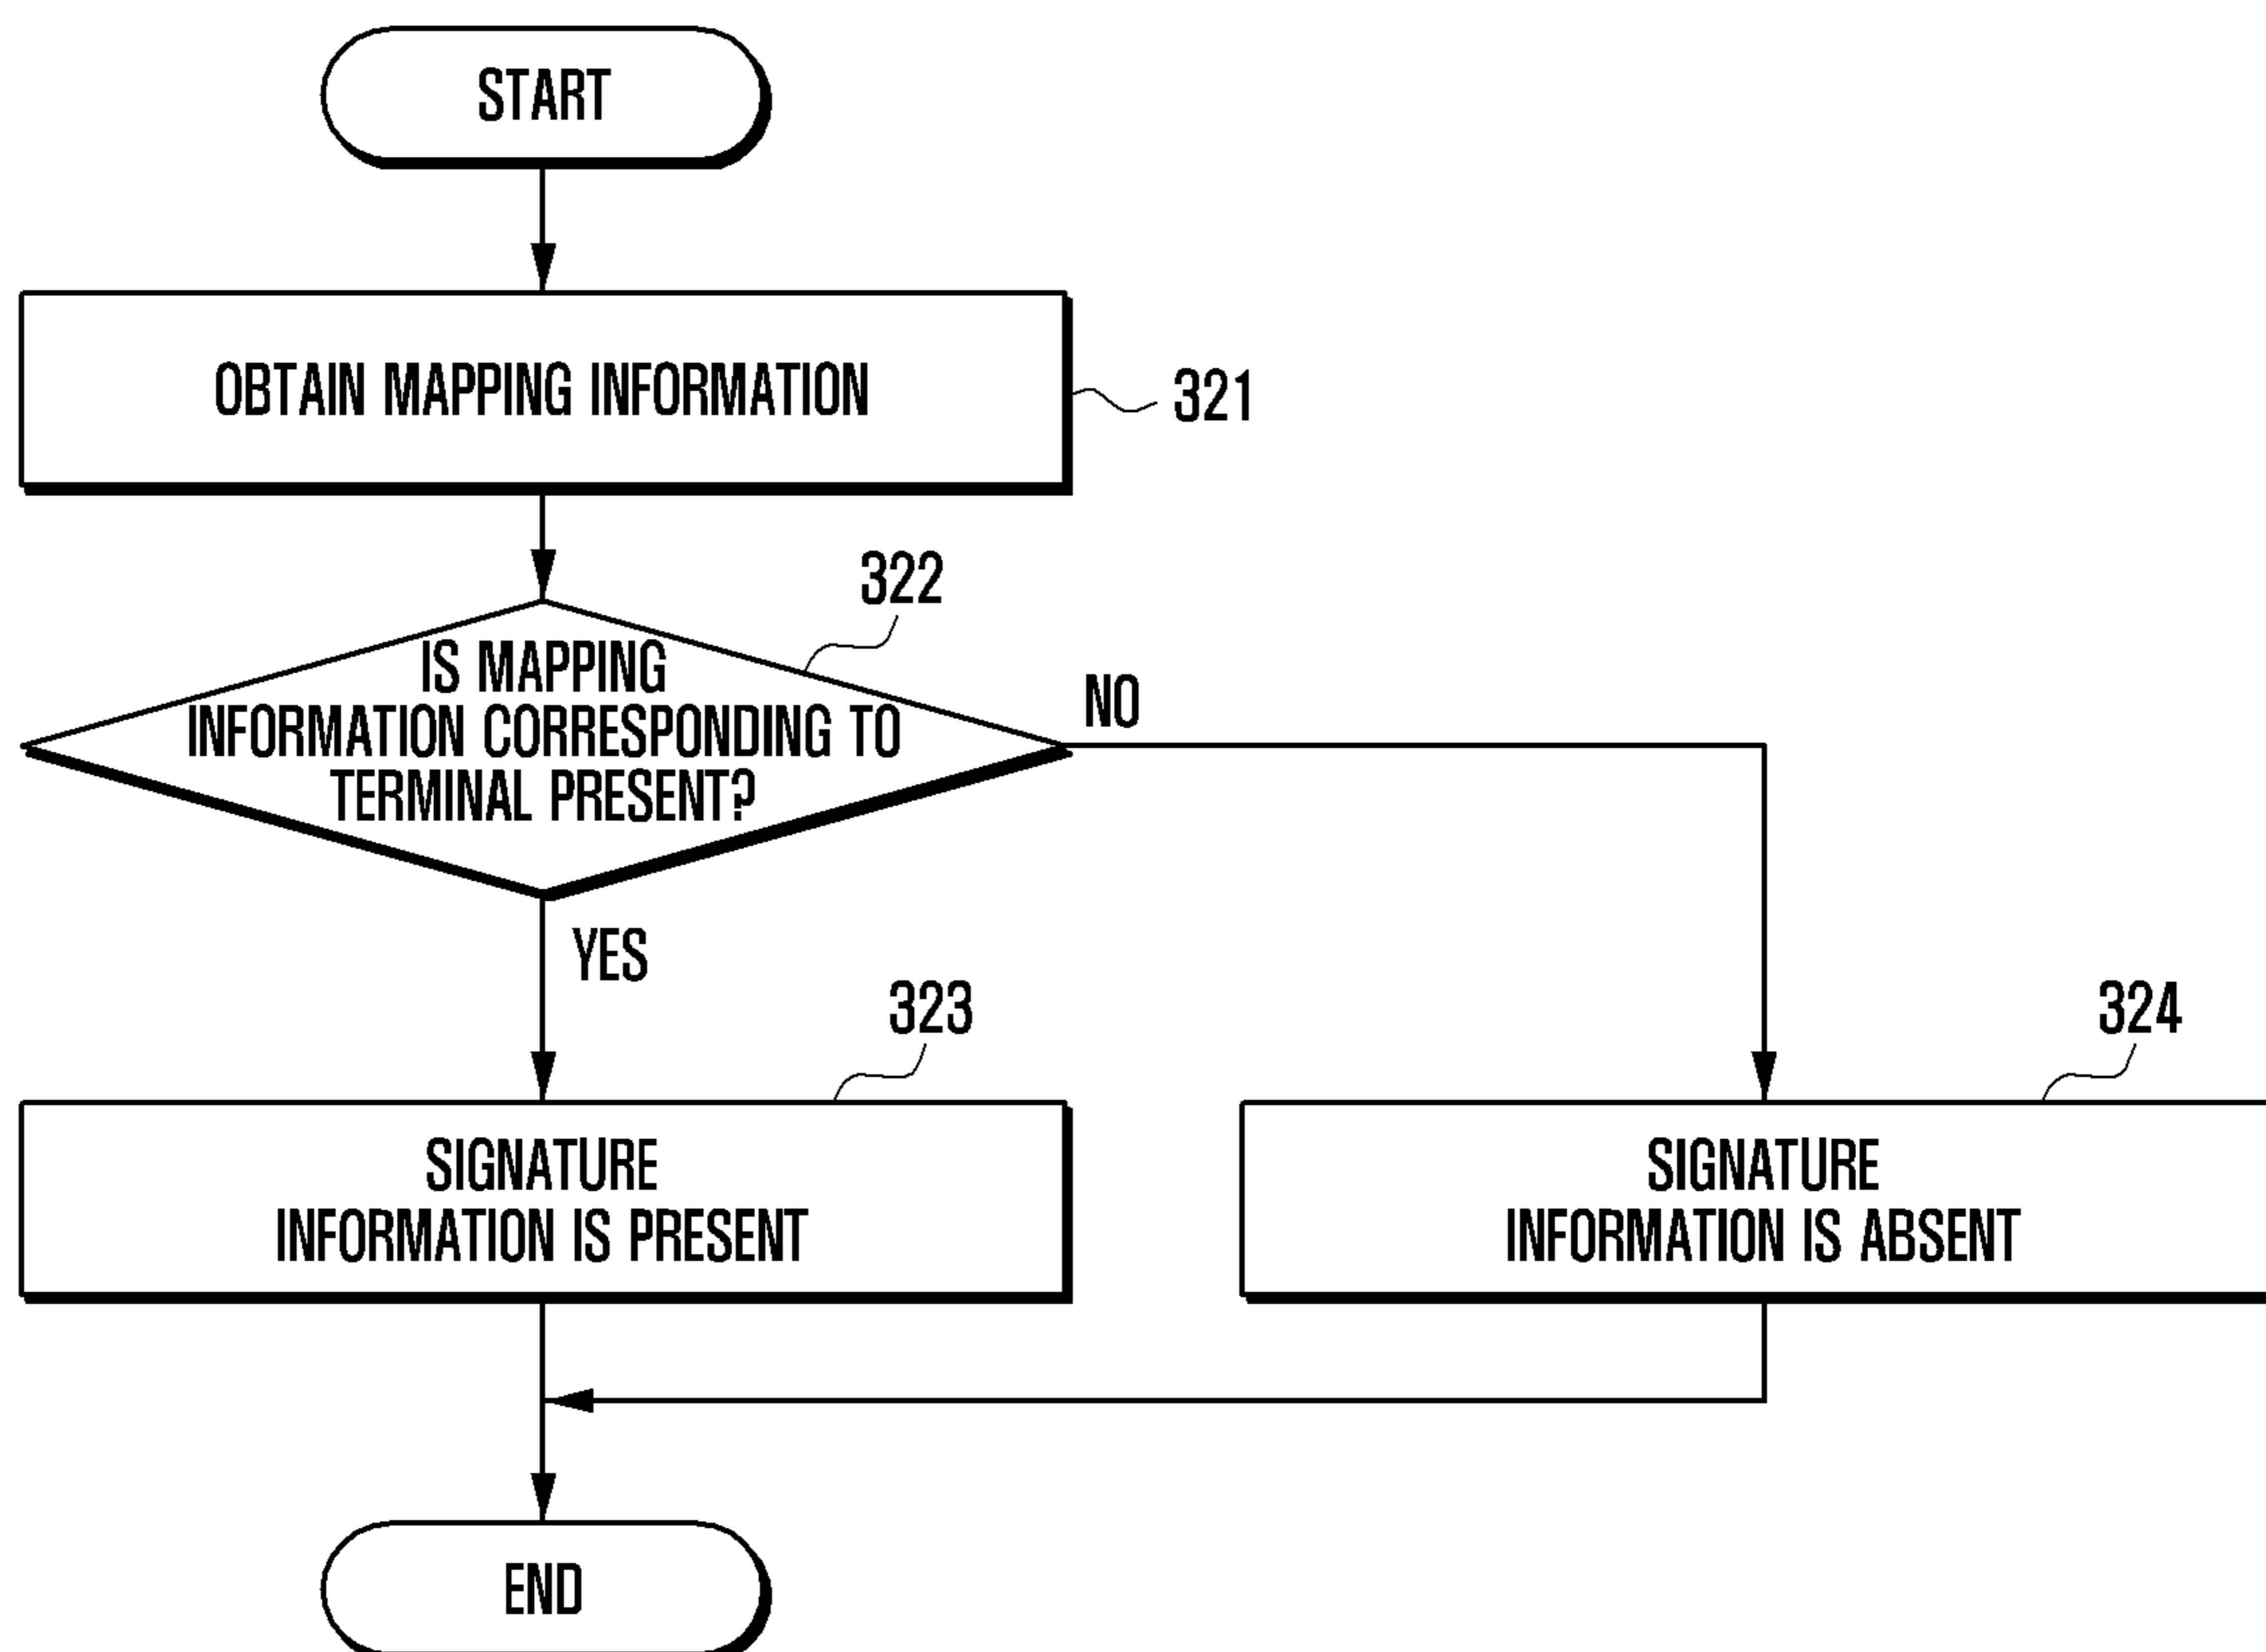 START
OBTAIN MAPPING INFORMATION
321
322
IS MAPPING
INFORMATION CORRESPONDING TO
TERMINAL PRESENT?
NO
YES
323
324
SIGNATURE
INFORMATION IS PRESENT
SIGNATURE
INFORMATION IS ABSENT
END